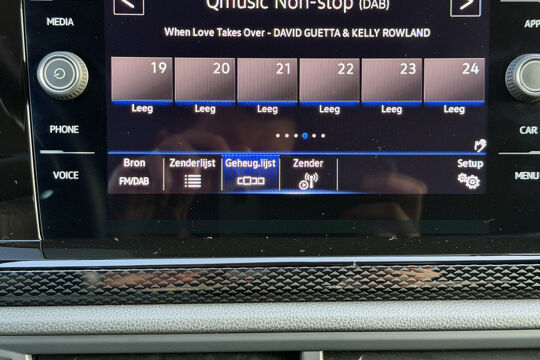 Qmusic Non-stop (DAB)
MEDIA
APP
When Love Takes Over - DAVID GUETTA & KELLY ROWLAND
19 20 21 22 23 24
Leeg Leeg Leeg Leeg Leeg Leeg
PHONE
CAR
Bron Zenderlijst Geheug.lijst Zender Setup
VOICE
FM/DAB
MENU